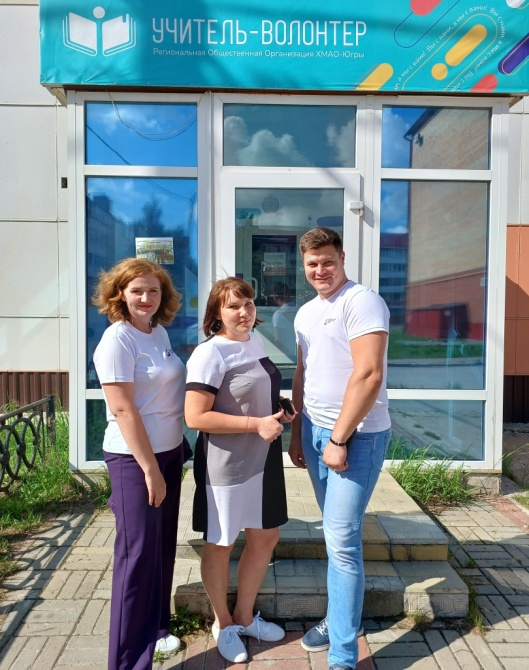 УЧИТЕЛЬ-ВОЛОНТЕР
Региональная Общественная Организация ХМАО-Югры